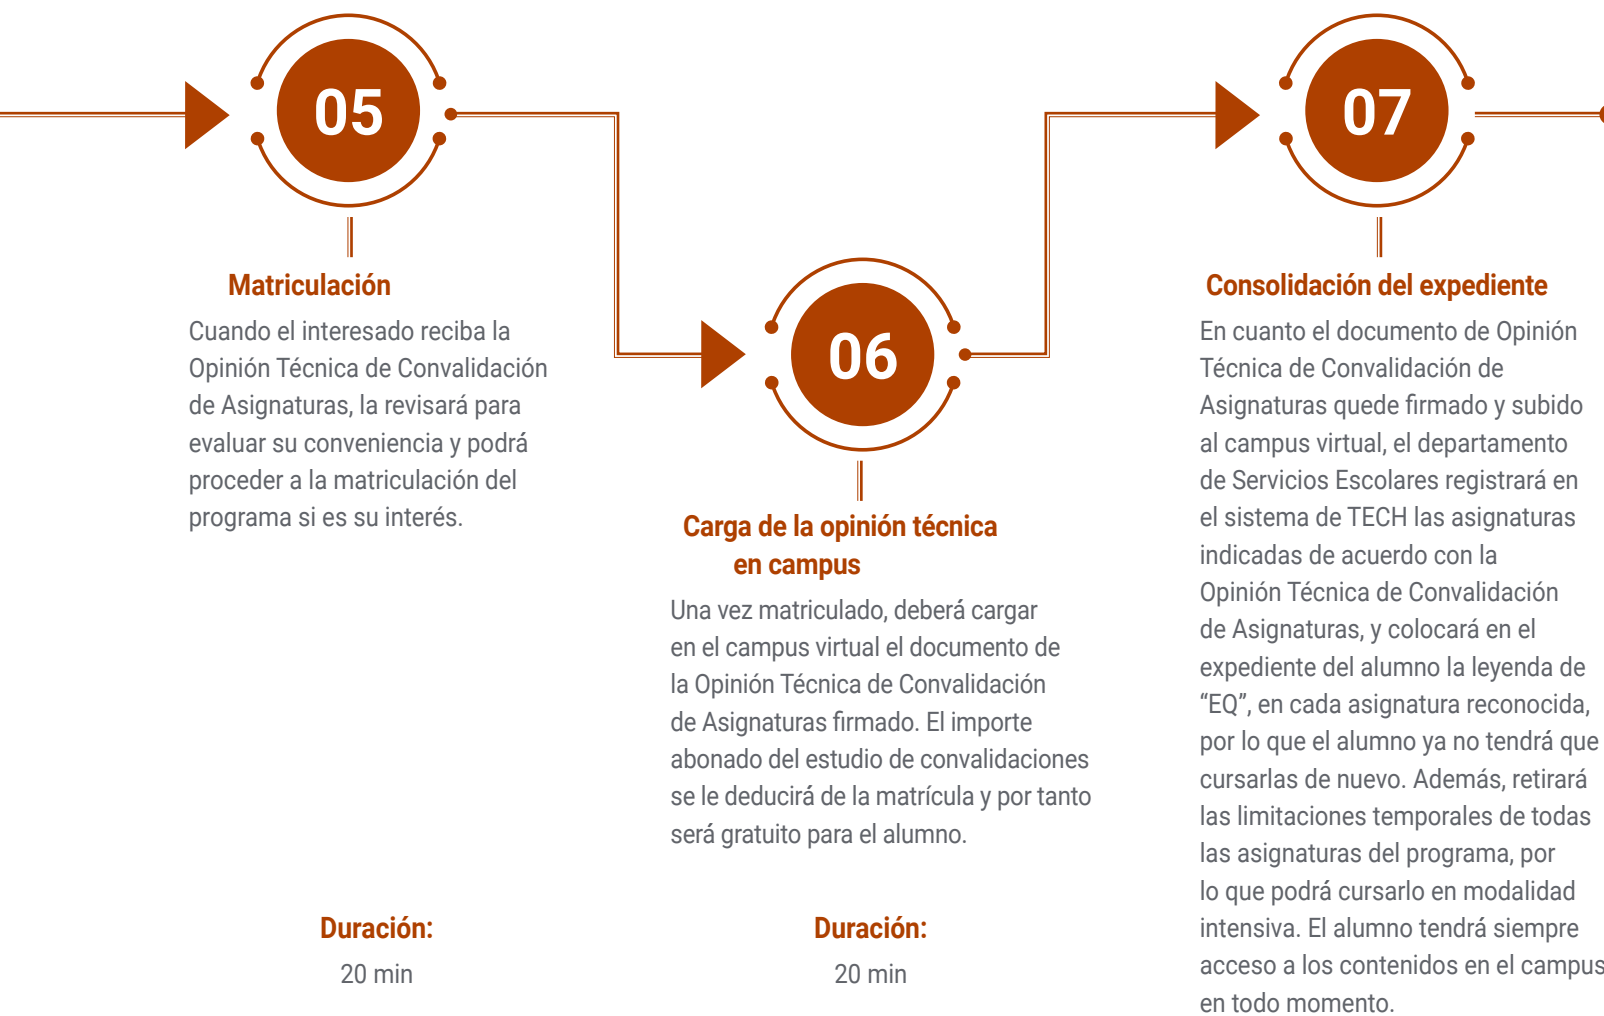 05
Matriculación
Cuando el interesado reciba la
Opinión Técnica de Convalidación
de Asignaturas, la revisará para
evaluar su conveniencia y podrá
proceder a la matriculación del
programa si es su interés.
Duración:
20 min
06
Carga de la opinión técnica
en campus
Una vez matriculado, deberá cargar
en el campus virtual el documento de
la Opinión Técnica de Convalidación
de Asignaturas firmado. El importe
abonado del estudio de convalidaciones
se le deducirá de la matrícula y por tanto
será gratuito para el alumno.
Duración:
20 min
07
Consolidación del expediente
En cuanto el documento de Opinión
Técnica de Convalidación de
Asignaturas quede firmado y subido
al campus virtual, el departamento
de Servicios Escolares registrará en
el sistema de TECH las asignaturas
indicadas de acuerdo con la
Opinión Técnica de Convalidación
de Asignaturas, y colocará en el
expediente del alumno la leyenda de
“EQ”, en cada asignatura reconocida,
por lo que el alumno ya no tendrá que
cursarlas de nuevo. Además, retirará
las limitaciones temporales de todas
las asignaturas del programa, por
lo que podrá cursarlo en modalidad
intensiva. El alumno tendrá siempre
acceso a los contenidos en el campus
en todo momento.